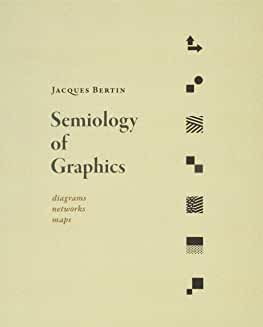 JACQUES BERTIN
Semiology
of
Graphics
diagrams
networks
maps